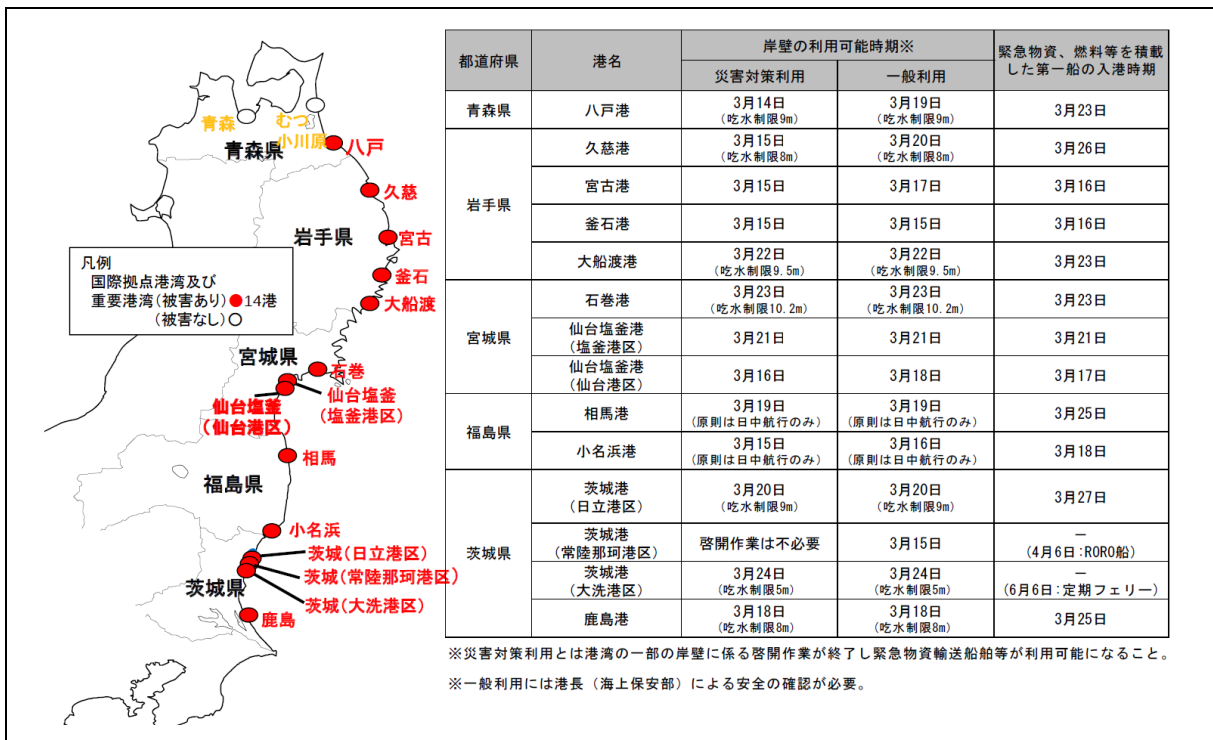 青森
むつ
小川原
青森県
八戸
久慈
岩手県
宮古
凡例
国際拠点港湾及び
重要港湾(被害あり)●14港
(被害なし)○
釜石
大船渡
宮城県
石巻
仙台塩釜
(塩釜港区)
仙台塩釜
(仙台港区)
相馬
福島県
小名浜
茨城(日立港区)
茨城(常陸那珂港区)
茨城県
茨城(大洗港区)
鹿島
都道府県 港名 岸壁の利用可能時期※ 緊急物資、燃料等を積載した第一船の入港時期
災害対策利用 一般利用
青森県 八戸港 3月14日 (吃水制限9m) 3月19日 (吃水制限9m) 3月23日
岩手県 久慈港 3月15日 (吃水制限8m) 3月20日 (吃水制限8m) 3月26日
宮古港 3月15日 3月17日 3月16日
釜石港 3月15日 3月15日 3月16日
大船渡港 3月22日 (吃水制限9.5m) 3月22日 (吃水制限9.5m) 3月23日
宮城県 石巻港 3月23日 (吃水制限10.2m) 3月23日 (吃水制限10.2m) 3月23日
仙台塩釜港 (塩釜港区) 3月21日 3月21日 3月21日
仙台塩釜港 (仙台港区) 3月16日 3月18日 3月17日
福島県 相馬港 3月19日 (原則は日中航行のみ) 3月19日 (原則は日中航行のみ) 3月25日
小名浜港 3月15日 (原則は日中航行のみ) 3月16日 (原則は日中航行のみ) 3月18日
茨城県 茨城港 (日立港区) 3月20日 (吃水制限9m) 3月20日 (吃水制限9m) 3月27日
茨城港 (常陸那珂港区) 啓開作業は不必要 3月15日 － (4月6日:RORO船)
茨城港 (大洗港区) 3月24日 (吃水制限5m) 3月24日 (吃水制限5m) － (6月6日:定期フェリー)
鹿島港 3月18日 (吃水制限8m) 3月18日 (吃水制限8m) 3月25日
※災害対策利用とは港湾の一部の岸壁に係る啓開作業が終了し緊急物資輸送船舶等が利用可能になること。
※一般利用には港長（海上保安部）による安全の確認が必要。